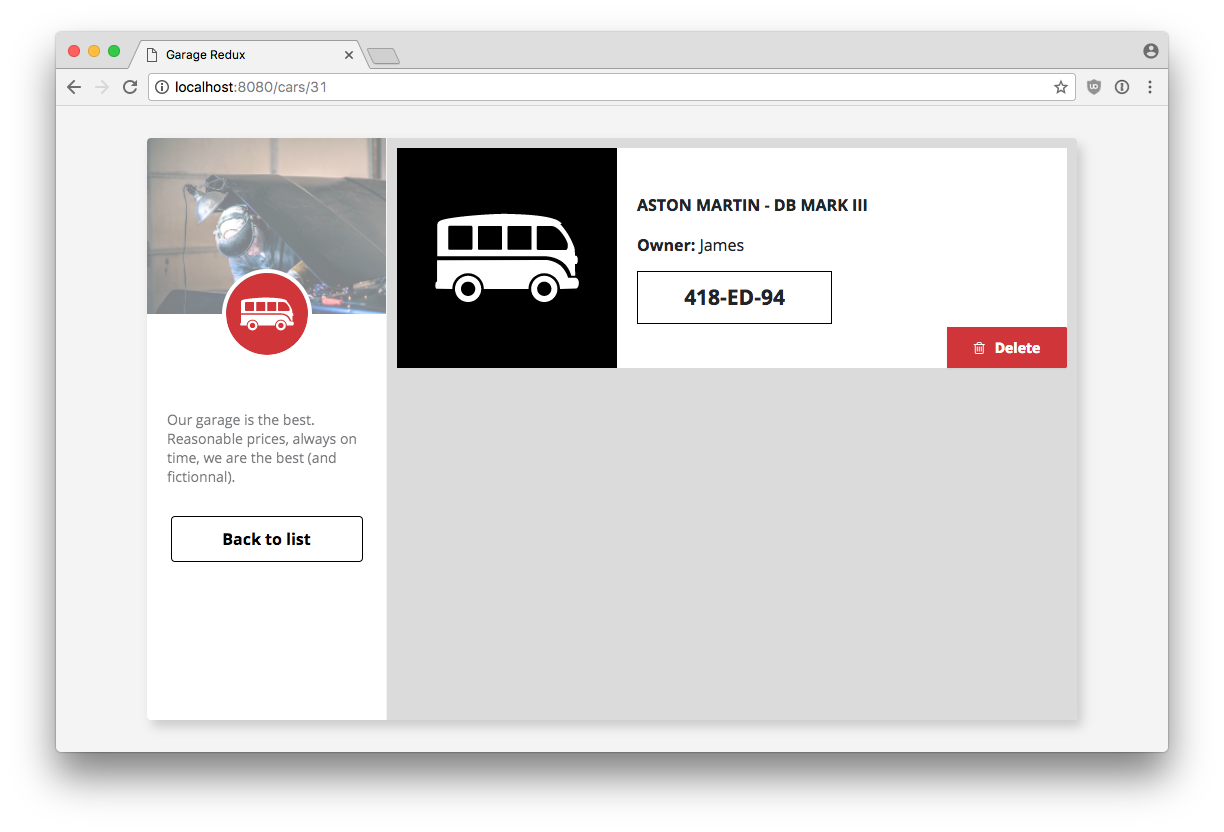 Garage Redux
localhost:8080/cars/31
ASTON MARTIN - DB MARK III
Owner: James
418-ED-94
Delete
Our garage is the best.
Reasonable prices, always on
time, we are the best (and
fictionnal).
Back to list